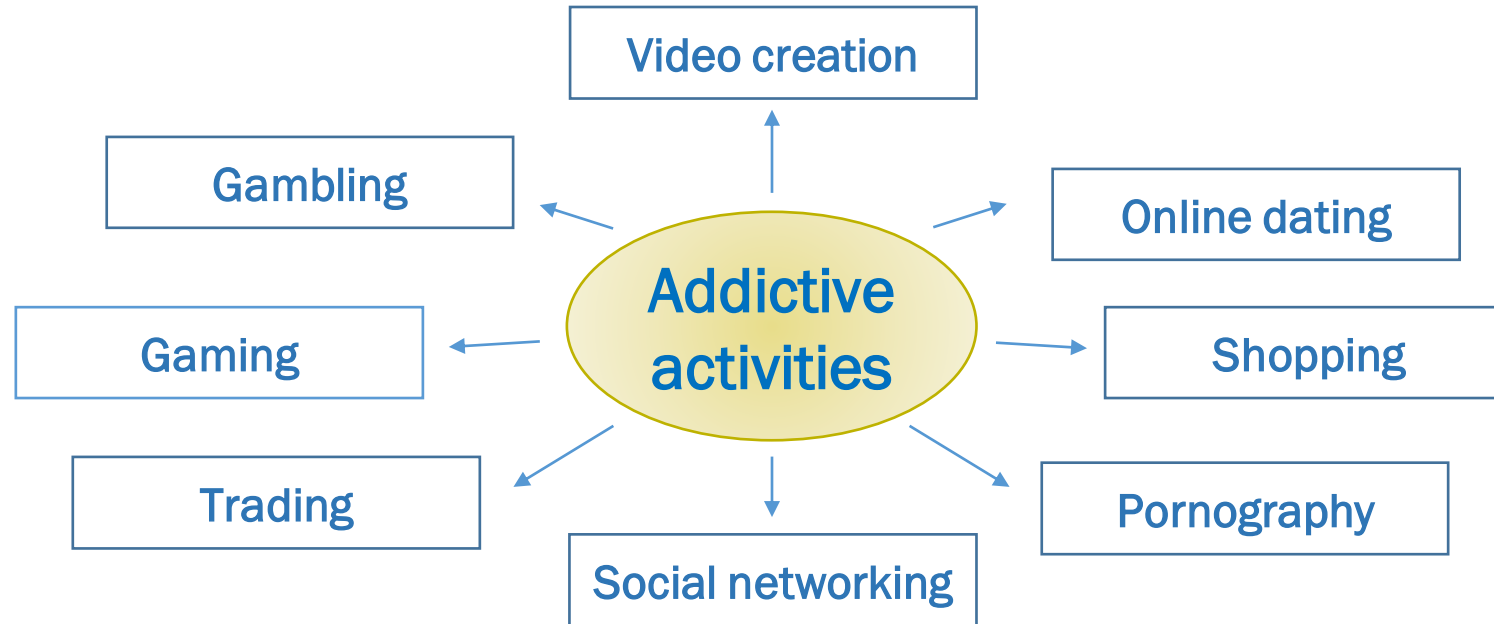 Video creation
Gambling
Online dating
Addictive
activities
Gaming
Shopping
Trading
Pornography
Social networking